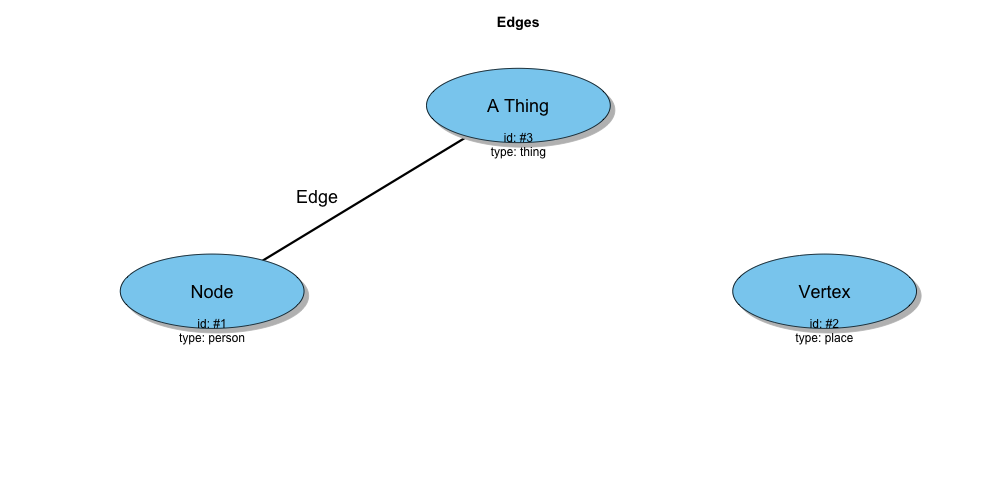 Edges
A Thing
id: #3
type: thing
Edge
Node
id: #1
type: person
Vertex
id: #2
type: place